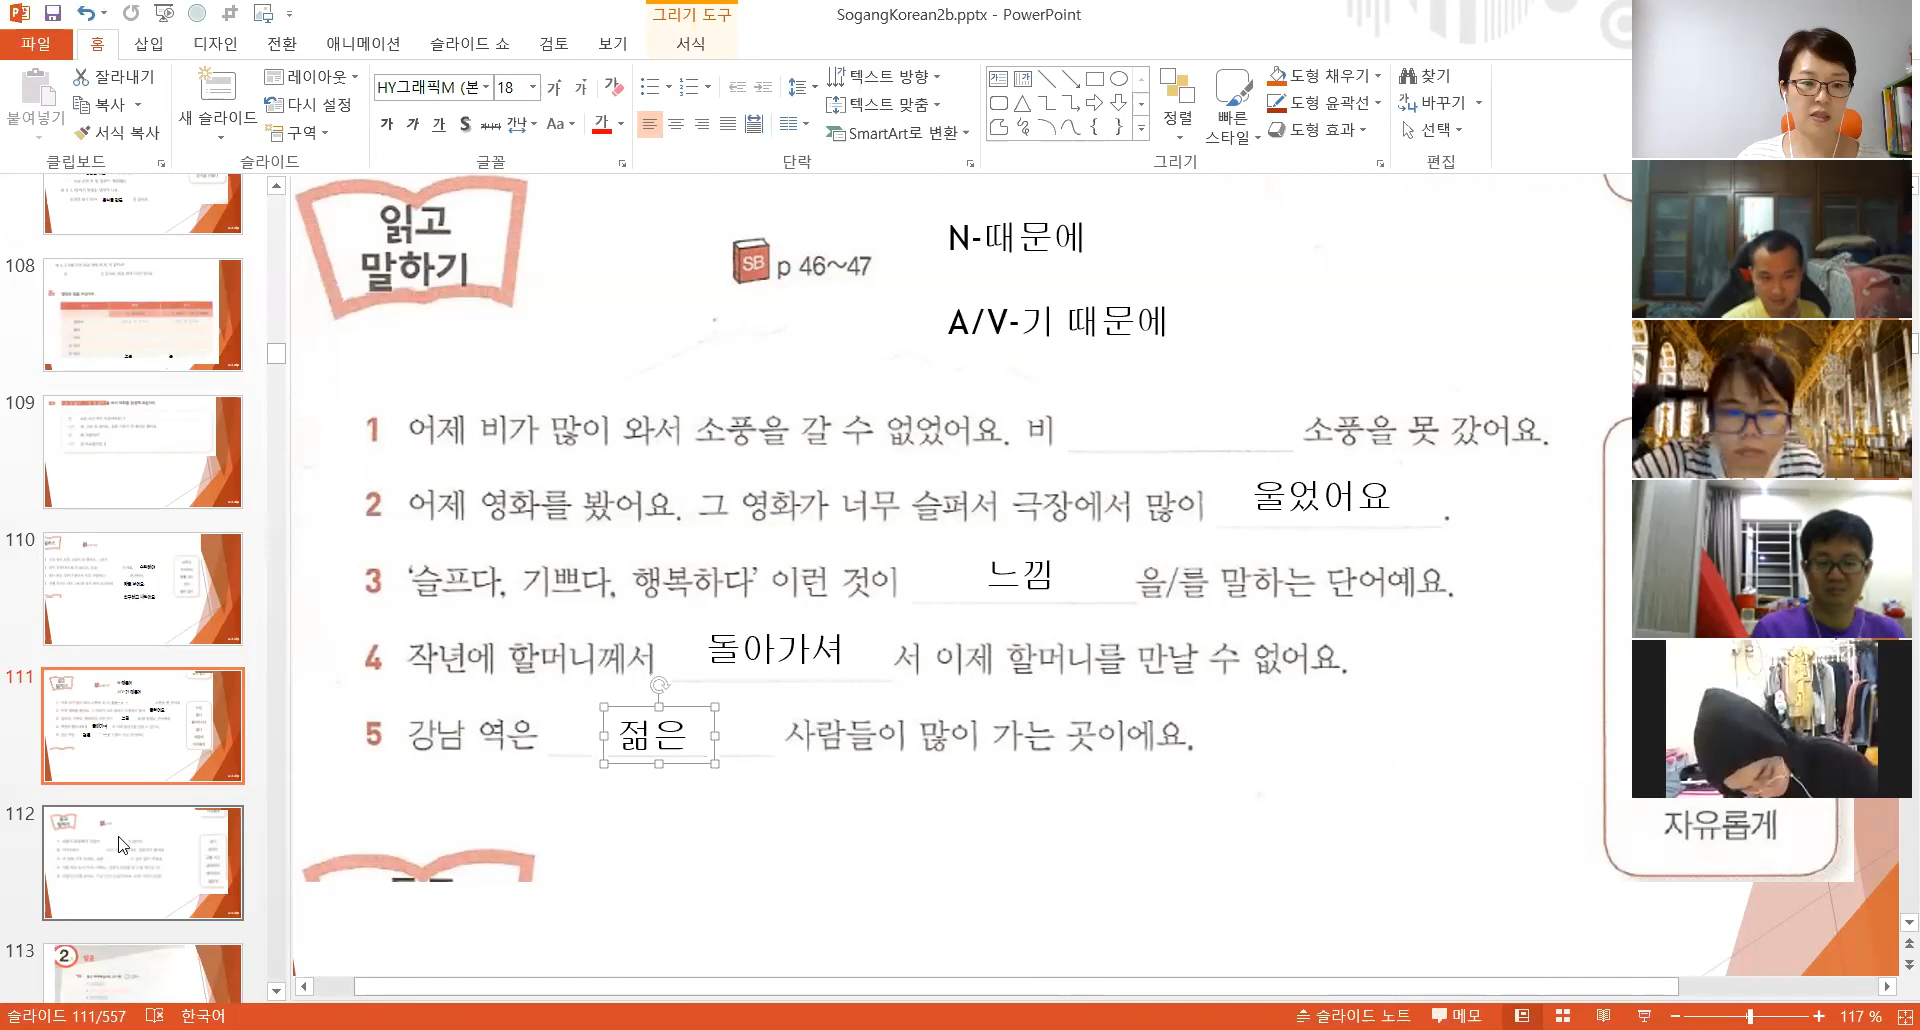 SogangKorean2b.pptx - PowerPoint
그리기 도구
파일 홈 삽입 디자인 전환 애니메이션 슬라이드 쇼 검토 보기 서식
붙여넣기
잘라내기
복사
서식 복사
클립보드
새 슬라이드
레이아웃
다시 설정
구역
슬라이드
HY그래픽M (본 18
가 가 가 S 가나다 간 Aa 가
글꼴
텍스트 방향
텍스트 맞춤
SmartArt로 변환
단락
정렬
빠른 스타일
도형 채우기
도형 윤곽선
도형 효과
그리기
찾기
바꾸기
선택
편집
108
109
110
111
112
113
읽고
말하기
SB p 46~47
N-때문에
A/V-기 때문에
1 어제 비가 많이 와서 소풍을 갈 수 없었어요. 비 소풍을 못 갔어요.
2 어제 영화를 봤어요. 그 영화가 너무 슬퍼서 극장에서 많이 울었어요.
3 ‘슬프다, 기쁘다, 행복하다’ 이런 것이 느낌 을/를 말하는 단어예요.
4 작년에 할머니께서 돌아가셔 서 이제 할머니를 만날 수 없어요.
5 강남 역은 젊은 사람들이 많이 가는 곳이에요.
자유롭게
슬라이드 111/557 한국어 슬라이드 노트 메모 117 %